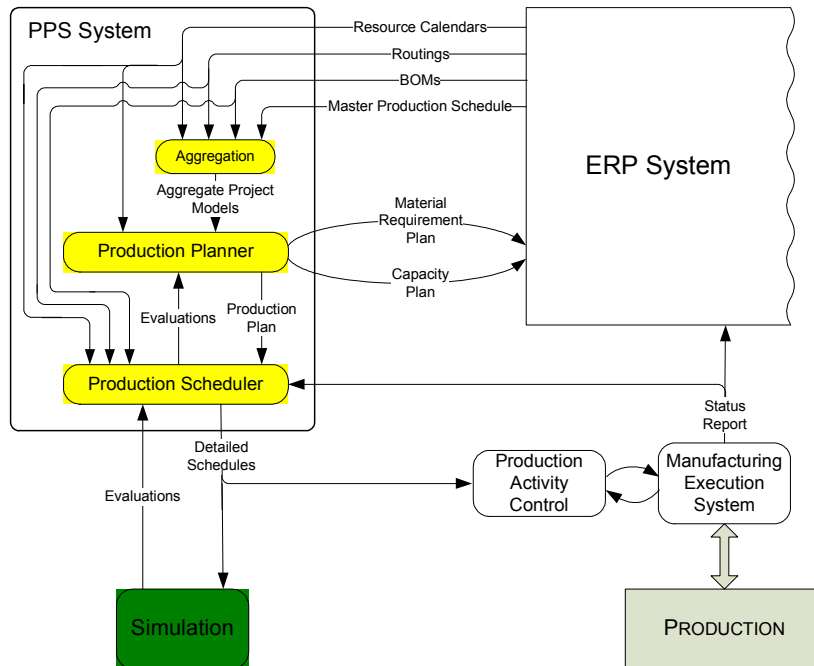 PPS System
Resource Calendars
Routings
BOMs
Master Production Schedule
ERP System
Aggregation
Aggregate Project
Models
Material
Requirement
Plan
Production Planner
Capacity
Plan
Evaluations
Production
Plan
Production Scheduler
Status
Report
Detailed
Schedules
Production
Activity
Control
Manufacturing
Execution
System
Evaluations
Simulation
PRODUCTION